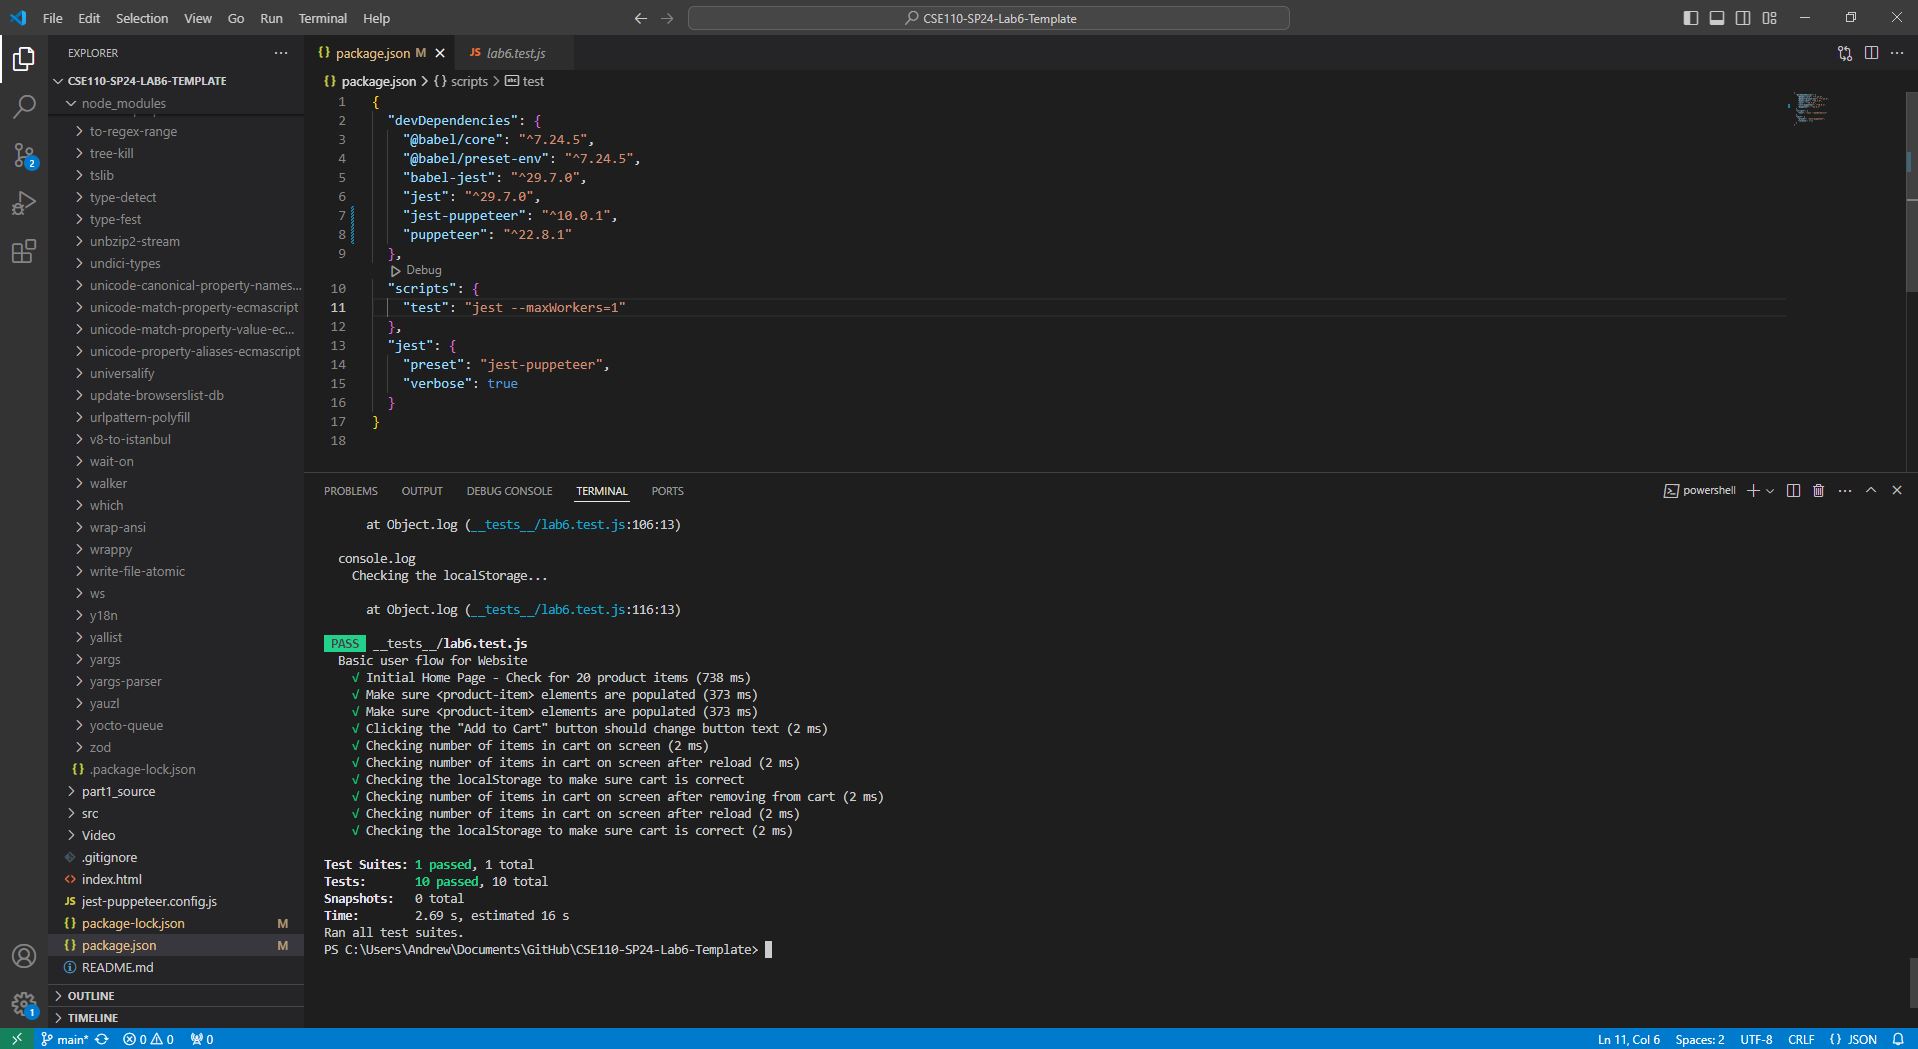 File Edit Selection View Go Run Terminal Help
CSE110-SP24-Lab6-Template
EXPLORER
CSE110-SP24-LAB6-TEMPLATE
node_modules
to-regex-range
tree-kill
tslib
type-detect
type-fest
unbzip2-stream
undici-types
unicode-canonical-property-names...
unicode-match-property-ecmascript
unicode-match-property-value-ec...
unicode-property-aliases-ecmascript
universalify
update-browserslist-db
urlpattern-polyfill
v8-to-istanbul
wait-on
walker
which
wrap-ansi
wrappy
write-file-atomic
ws
y18n
yallist
yargs
yargs-parser
yauzl
yocto-queue
zod
{} .package-lock.json
part1_source
src
Video
.gitignore
<> index.html
JS jest-puppeteer.config.js
{} package-lock.json M
{} package.json M
README.md
OUTLINE
TIMELINE
{} package.json M
JS lab6.test.js
{} package.json > {} scripts > abc test
1 {
2 "devDependencies": {
3 "@babel/core": "^7.24.5",
4 "@babel/preset-env": "^7.24.5",
5 "babel-jest": "^29.7.0",
6 "jest": "^29.7.0",
7 "jest-puppeteer": "^10.0.1",
8 "puppeteer": "^22.8.1"
9 },
Debug
10 "scripts": {
11 "test": "jest --maxWorkers=1"
12 },
13 "jest": {
14 "preset": "jest-puppeteer",
15 "verbose": true
16 }
17 }
18
PROBLEMS OUTPUT DEBUG CONSOLE TERMINAL PORTS
powershell
at Object.log (__tests__/lab6.test.js:106:13)
console.log
Checking the localStorage...
at Object.log (__tests__/lab6.test.js:116:13)
PASS __tests__/lab6.test.js
Basic user flow for Website
√ Initial Home Page - Check for 20 product items (738 ms)
√ Make sure <product-item> elements are populated (373 ms)
√ Make sure <product-item> elements are populated (373 ms)
√ Clicking the "Add to Cart" button should change button text (2 ms)
√ Checking number of items in cart on screen (2 ms)
√ Checking number of items in cart on screen after reload (2 ms)
√ Checking the localStorage to make sure cart is correct
√ Checking number of items in cart on screen after removing from cart (2 ms)
√ Checking number of items in cart on screen after reload (2 ms)
√ Checking the localStorage to make sure cart is correct (2 ms)
Test Suites: 1 passed, 1 total
Tests: 10 passed, 10 total
Snapshots: 0 total
Time: 2.69 s, estimated 16 s
Ran all test suites.
PS C:\Users\Andrew\Documents\GitHub\CSE110-SP24-Lab6-Template>
2
1
main* 0 0 0
Ln 11, Col 6 Spaces: 2 UTF-8 CRLF {} JSON